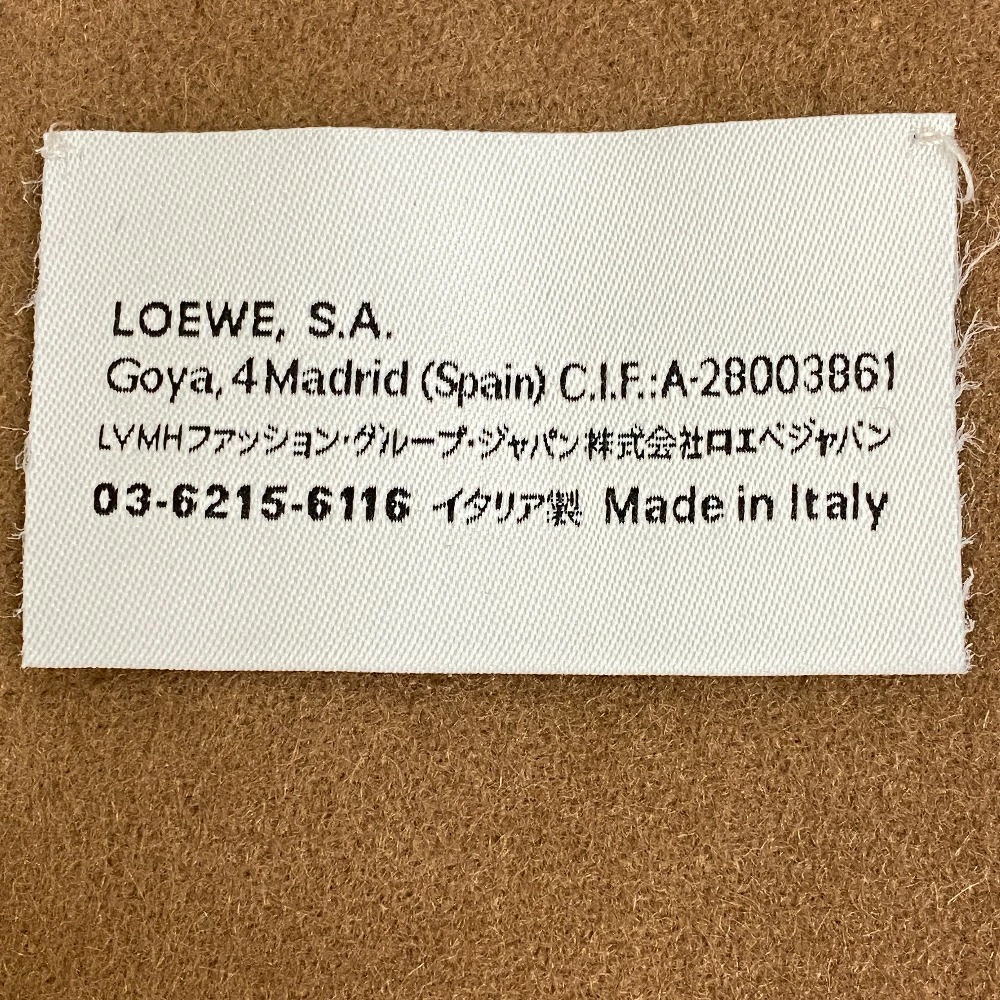 LOEWE, S.A.
Goya, 4 Madrid (Spain) C.I.F.: A-28003861
LVMHファッション・グループ・ジャパン株式会社ロエベジャパン
03-6215-6116 イタリア製 Made in Italy